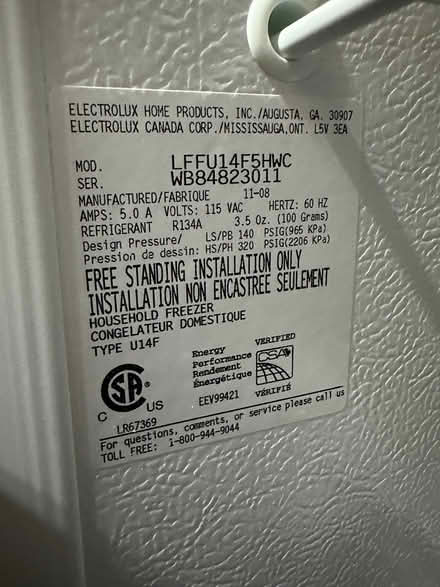 ELECTROLUX HOME PRODUCTS, INC./AUGUSTA, GA. 30907
ELECTROLUX CANADA CORP./MISSISSAUGA,ONT. L5V 3EA
MOD. LFFU14F5HWC
SER. WB84823011
MANUFACTURED/FABRIQUE 11-08
AMPS: 5.0 A VOLTS: 115 VAC HERTZ: 60 HZ
REFRIGERANT R134A 3.5 Oz. (100 Grams)
Design Pressure/ LS/PB 140 PSIG(965 KPa)
Pression de dessin: HS/PH 320 PSIG(2206 KPa)
FREE STANDING INSTALLATION ONLY
INSTALLATION NON ENCASTREE SEULEMENT
HOUSEHOLD FREEZER
CONGELATEUR DOMESTIQUE
TYPE U14F
CSA
C US
LR67369
Energy
Performance
Rendement
Énergétique
EEV99421
VERIFIED
CSA
VÉRIFIÉ
For questions, comments, or service please call us
TOLL FREE: 1-800-944-9044